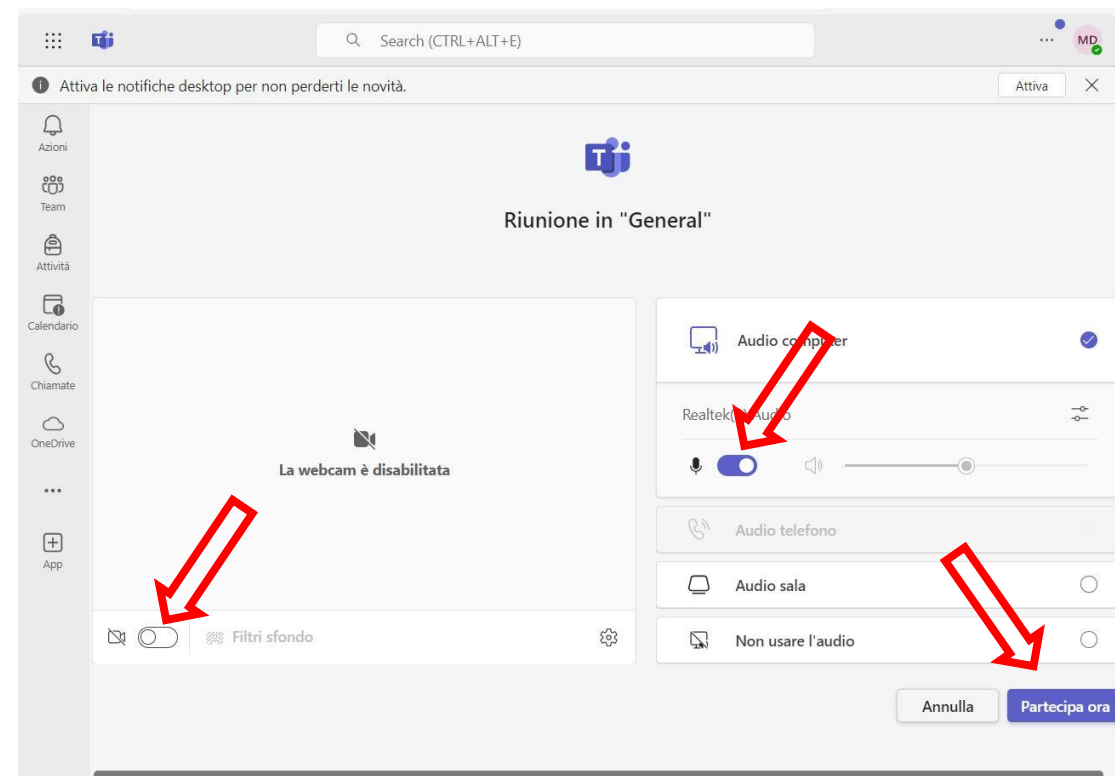 Search (CTRL+ALT+E)
MD
Attiva le notifiche desktop per non perderti le novità.
Attiva
Azioni
Team
Attività
Calendario
Chiamate
OneDrive
App
T
Riunione in "General"
La webcam è disabilitata
Filtri sfondo
Audio computer
Realtek(R) Audio
Audio telefono
Audio sala
Non usare l'audio
Annulla
Partecipa ora